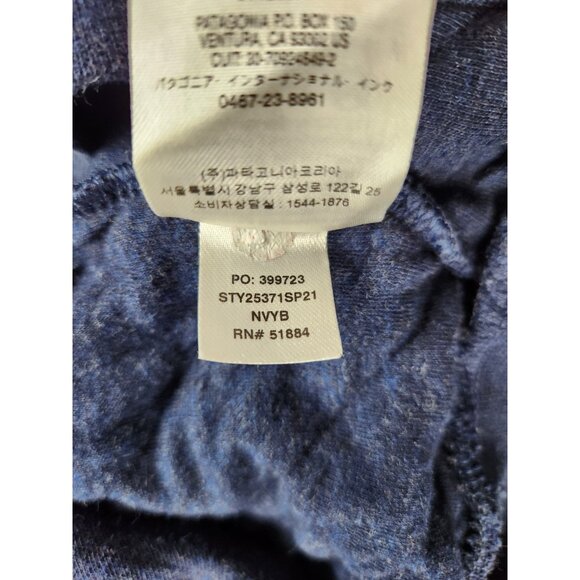 PATAGONIA P.O. BOX 150
VENTURA, CA 93002 US
CUIT: 30-70924849-2
パタゴニア・インターナショナル・インク
0467-23-8961
(주)파타고니아코리아
서울특별시 강남구 삼성로 122길 25
소비자상담실 : 1544-1876
PO: 399723
STY25371SP21
NVYB
RN# 51884